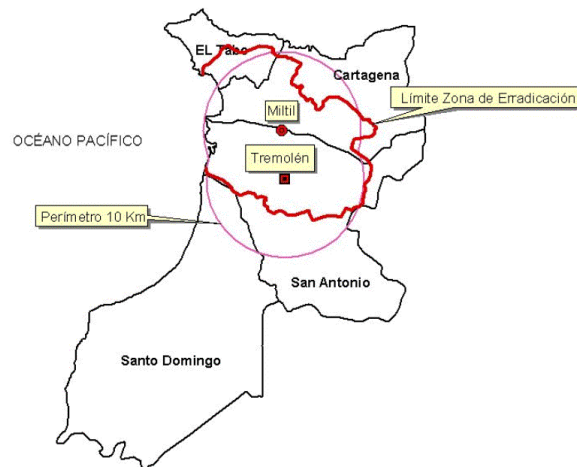 EL Tabo
Cartagena
Límite Zona de Erradicación
Miltil
OCÉANO PACÍFICO
Tremolén
Perímetro 10 Km
San Antonio
Santo Domingo